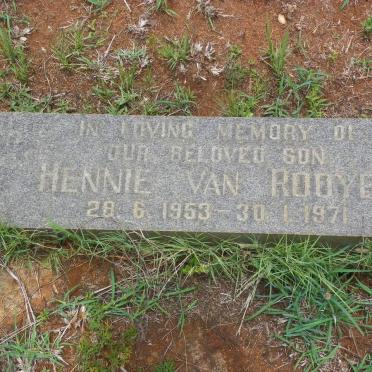 IN LOVING MEMORY OF
OUR BELOVED SON
HENNIE VAN ROOYE
28. 6. 1953 - 30. 1. 1971